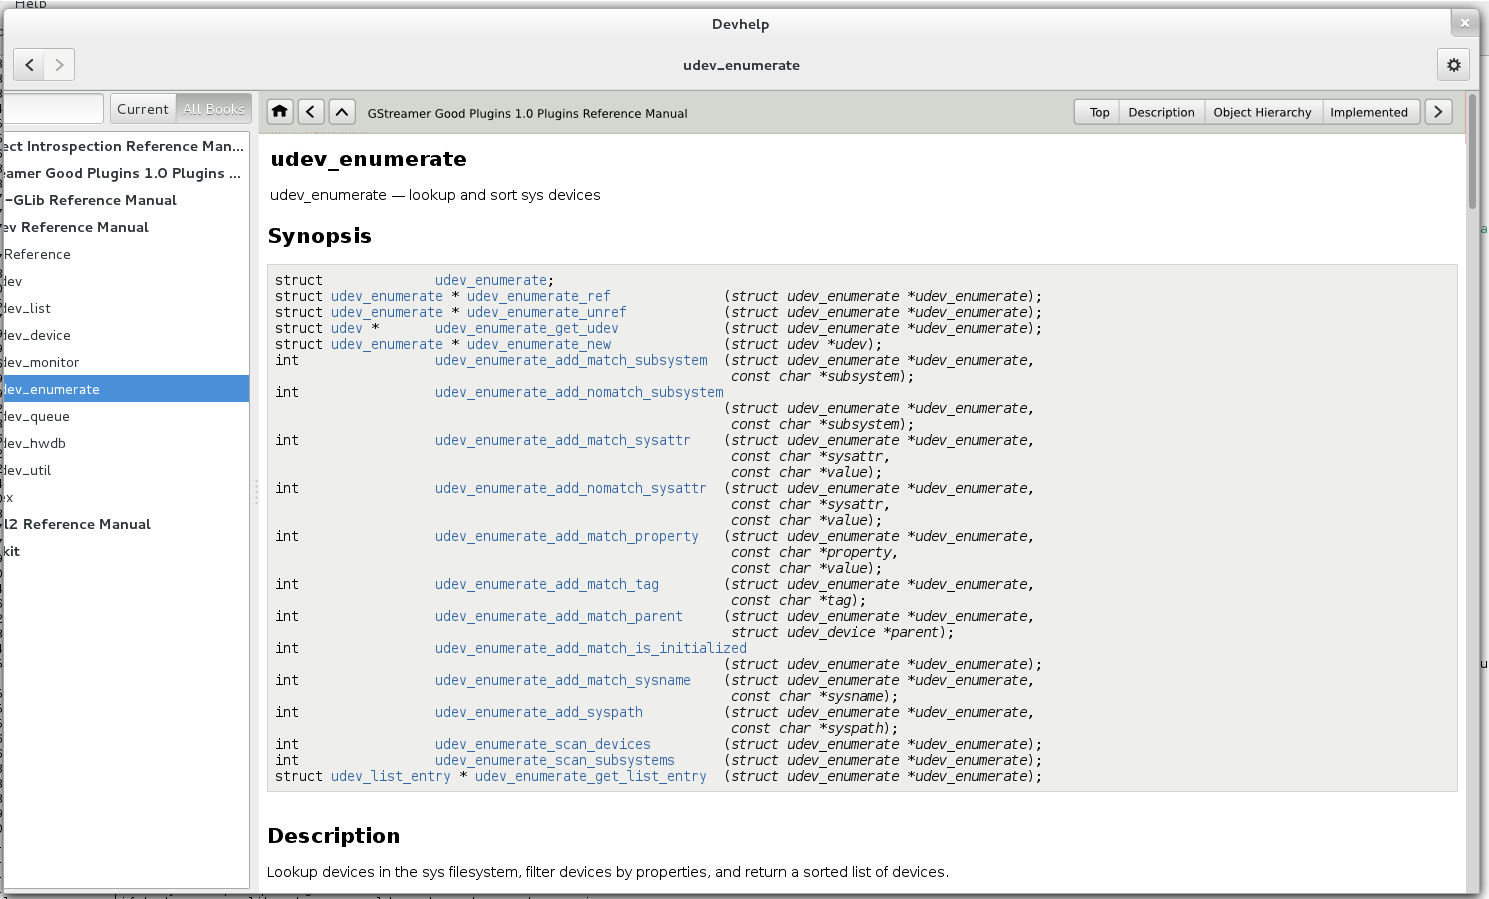 Help
Devhelp
udev_enumerate
Current All Books
ect Introspection Reference Man...
eamer Good Plugins 1.0 Plugins ...
-GLib Reference Manual
ev Reference Manual
Reference
dev
dev_list
dev_device
dev_monitor
dev_enumerate
dev_queue
dev_hwdb
dev_util
ex
l2 Reference Manual
kit
GStreamer Good Plugins 1.0 Plugins Reference Manual
Top Description Object Hierarchy Implemented
udev_enumerate
udev_enumerate — lookup and sort sys devices
Synopsis
struct udev_enumerate;
struct udev_enumerate * udev_enumerate_ref (struct udev_enumerate *udev_enumerate);
struct udev_enumerate * udev_enumerate_unref (struct udev_enumerate *udev_enumerate);
struct udev * udev_enumerate_get_udev (struct udev_enumerate *udev_enumerate);
struct udev_enumerate * udev_enumerate_new (struct udev *udev);
int udev_enumerate_add_match_subsystem (struct udev_enumerate *udev_enumerate,
const char *subsystem);
int udev_enumerate_add_nomatch_subsystem
(struct udev_enumerate *udev_enumerate,
const char *subsystem);
int udev_enumerate_add_match_sysattr (struct udev_enumerate *udev_enumerate,
const char *sysattr,
const char *value);
int udev_enumerate_add_nomatch_sysattr (struct udev_enumerate *udev_enumerate,
const char *sysattr,
const char *value);
int udev_enumerate_add_match_property (struct udev_enumerate *udev_enumerate,
const char *property,
const char *value);
int udev_enumerate_add_match_tag (struct udev_enumerate *udev_enumerate,
const char *tag);
int udev_enumerate_add_match_parent (struct udev_enumerate *udev_enumerate,
struct udev_device *parent);
int udev_enumerate_add_match_is_initialized
(struct udev_enumerate *udev_enumerate);
int udev_enumerate_add_match_sysname (struct udev_enumerate *udev_enumerate,
const char *sysname);
int udev_enumerate_add_syspath (struct udev_enumerate *udev_enumerate,
const char *syspath);
int udev_enumerate_scan_devices (struct udev_enumerate *udev_enumerate);
int udev_enumerate_scan_subsystems (struct udev_enumerate *udev_enumerate);
struct udev_list_entry * udev_enumerate_get_list_entry (struct udev_enumerate *udev_enumerate);
Description
Lookup devices in the sys filesystem, filter devices by properties, and return a sorted list of devices.